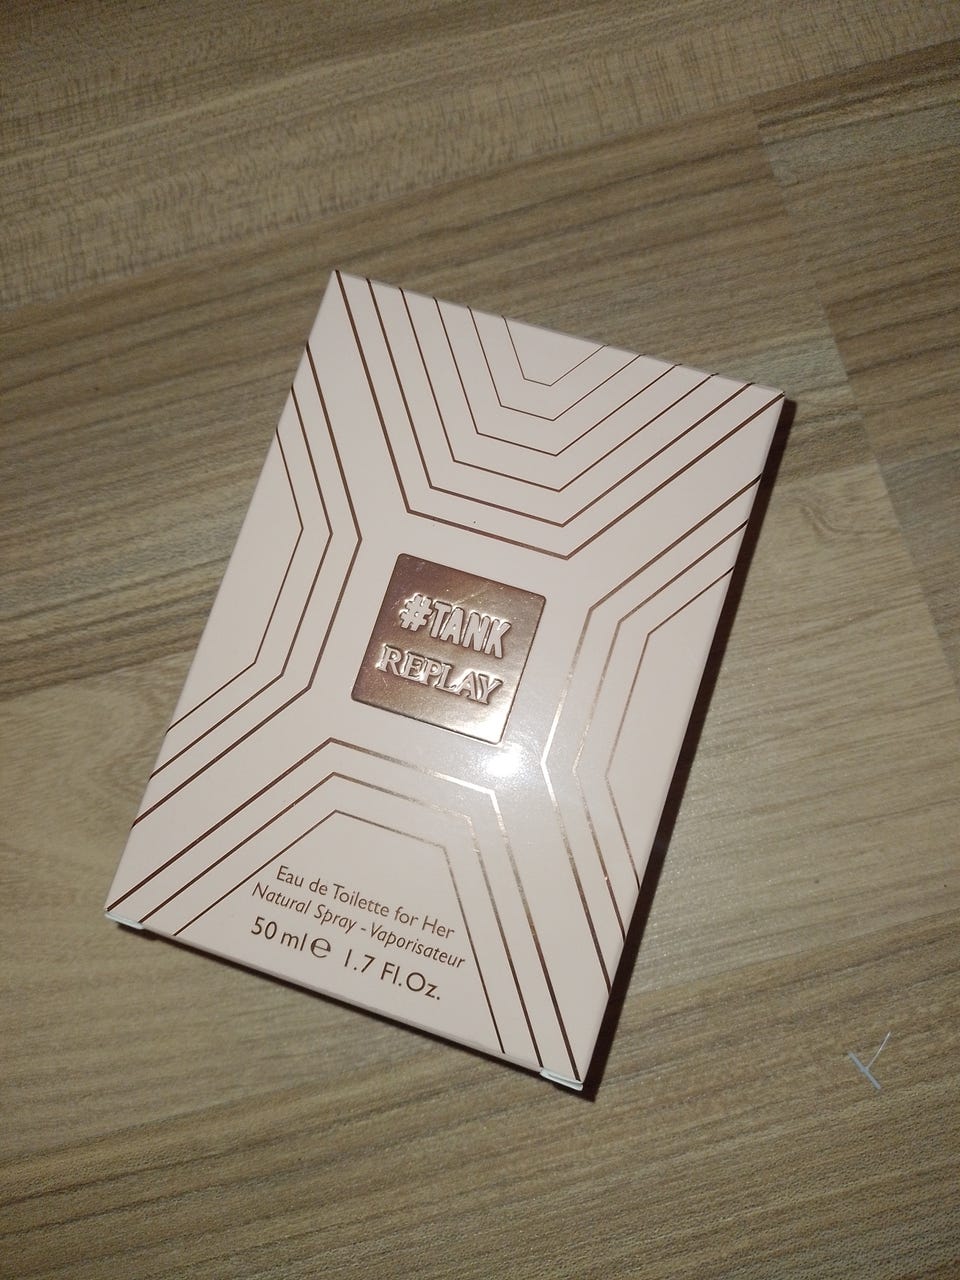 #TANK
REPLAY
Eau de Toilette for Her
Natural Spray - Vaporisateur
50 ml ℮ 1.7 Fl.Oz.